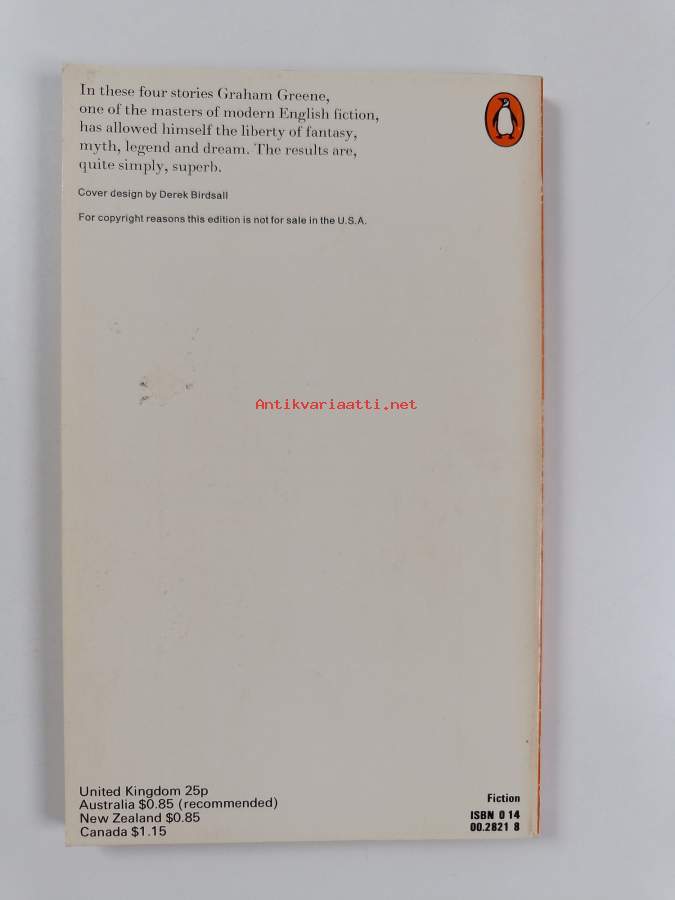 In these four stories Graham Greene,
one of the masters of modern English fiction,
has allowed himself the liberty of fantasy,
myth, legend and dream. The results are,
quite simply, superb.
Cover design by Derek Birdsall
For copyright reasons this edition is not for sale in the U.S.A.
Antikvariaatti.net
United Kingdom 25p
Australia $0.85 (recommended)
New Zealand $0.85
Canada $1.15
Fiction
ISBN 0 14
00.2821 8